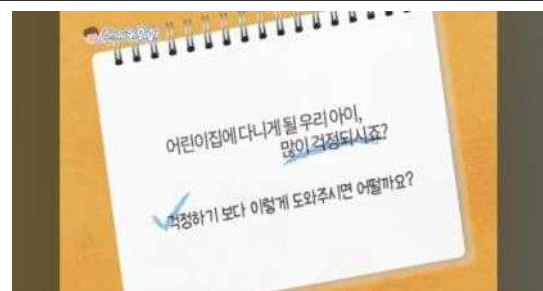 어린이집에 다니게 될 우리 아이,
많이 걱정되시죠?
걱정하기 보다 이렇게 도와주시면 어떨까요?